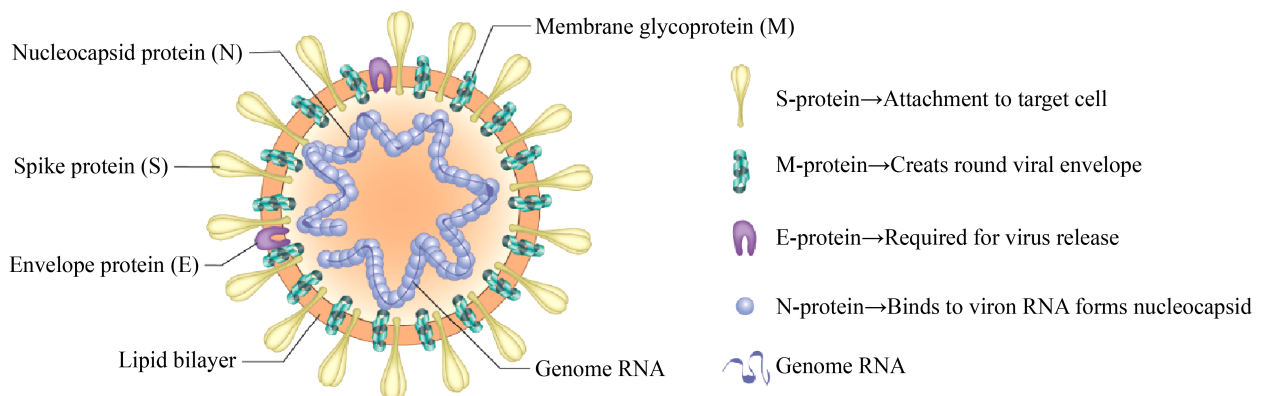 Nucleocapsid protein (N)
Membrane glycoprotein (M)
Spike protein (S)
Envelope protein (E)
Lipid bilayer
Genome RNA
S-protein→Attachment to target cell
M-protein→Creats round viral envelope
E-protein→Required for virus release
N-protein→Binds to viron RNA forms nucleocapsid
Genome RNA